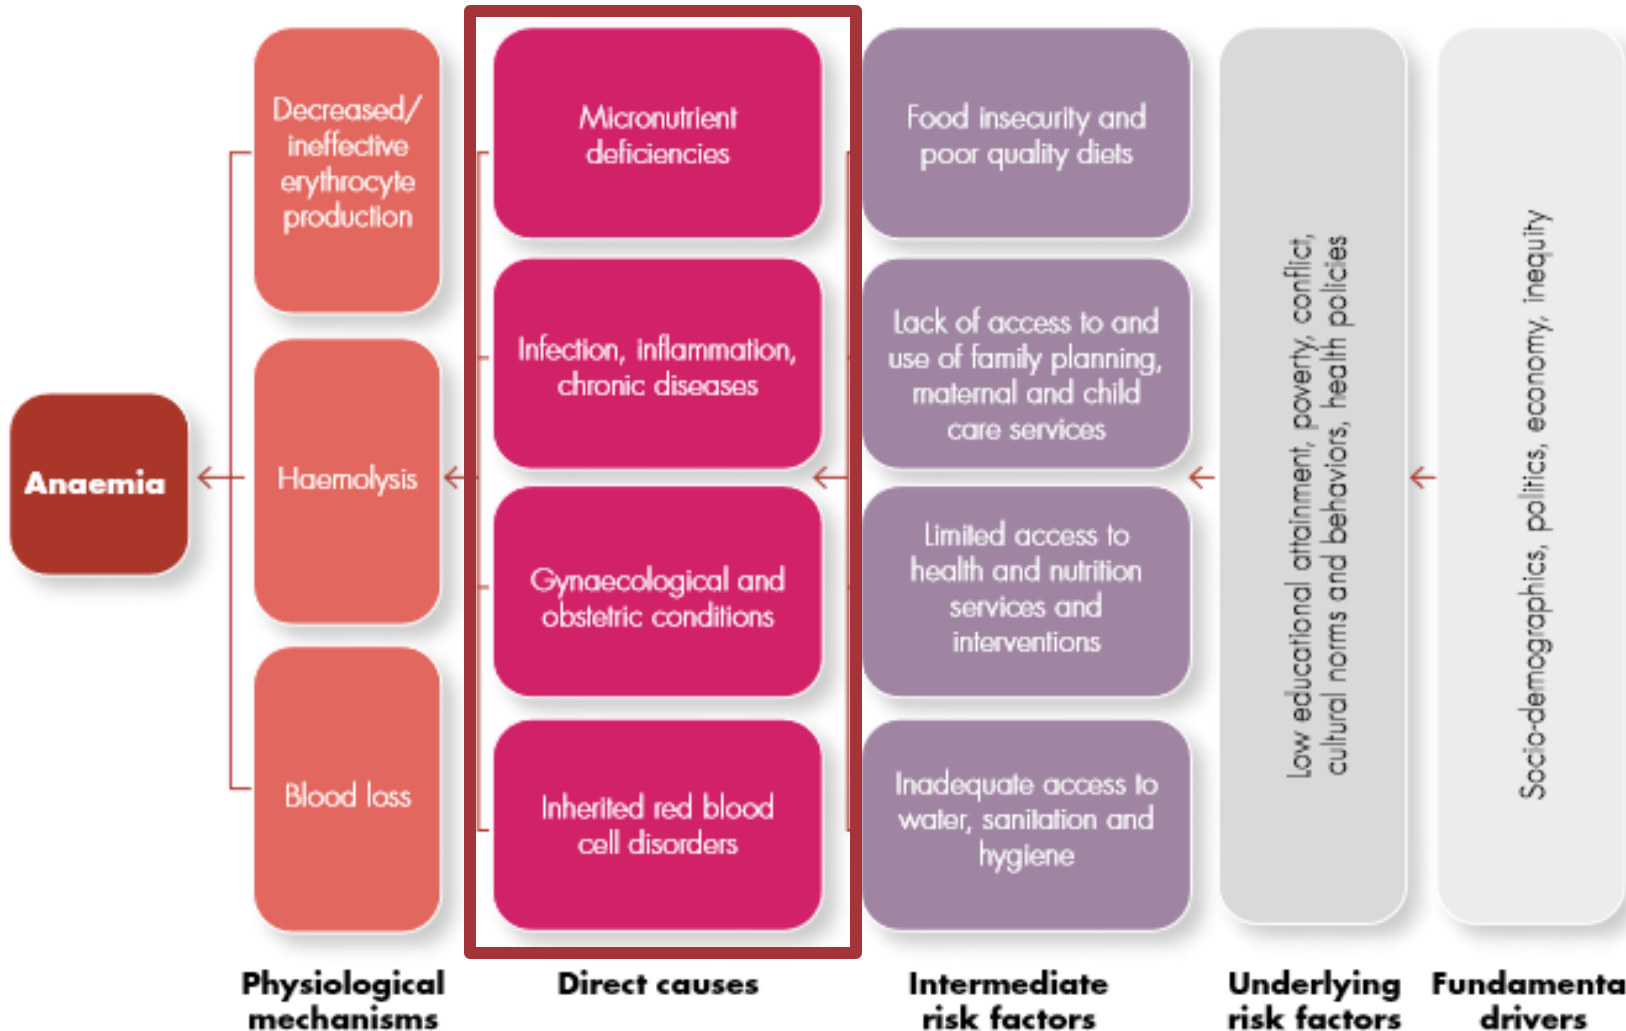 Anaemia
Decreased/
ineffective
erythrocyte
production
Haemolysis
Blood loss
Physiological
mechanisms
Micronutrient
deficiencies
Infection, inflammation,
chronic diseases
Gynaecological and
obstetric conditions
Inherited red blood
cell disorders
Direct causes
Food insecurity and
poor quality diets
Lack of access to and
use of family planning,
maternal and child
care services
Limited access to
health and nutrition
services and
interventions
Inadequate access to
water, sanitation and
hygiene
Intermediate
risk factors
Low educational attainment, poverty, conflict,
cultural norms and behaviors, health policies
Underlying
risk factors
Socio-demographics, politics, economy, inequity
Fundamenta
drivers